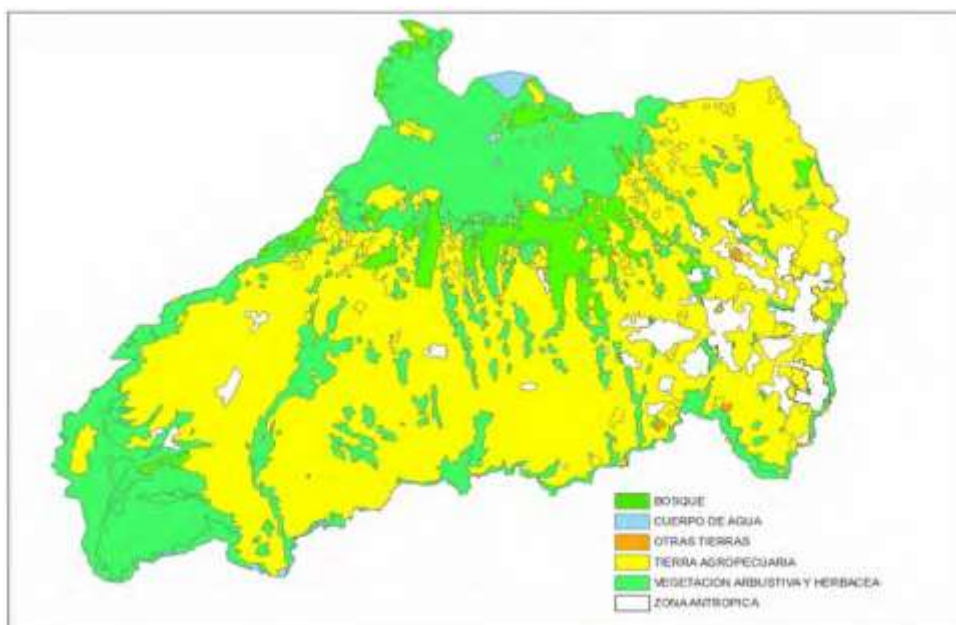 BOSQUE
CUERPO DE AGUA
OTRAS TIERRAS
TIERRA AGROPECUARIA
VEGETACION ARBUSTIVA Y HERBACEA
ZONA ANTROPICA